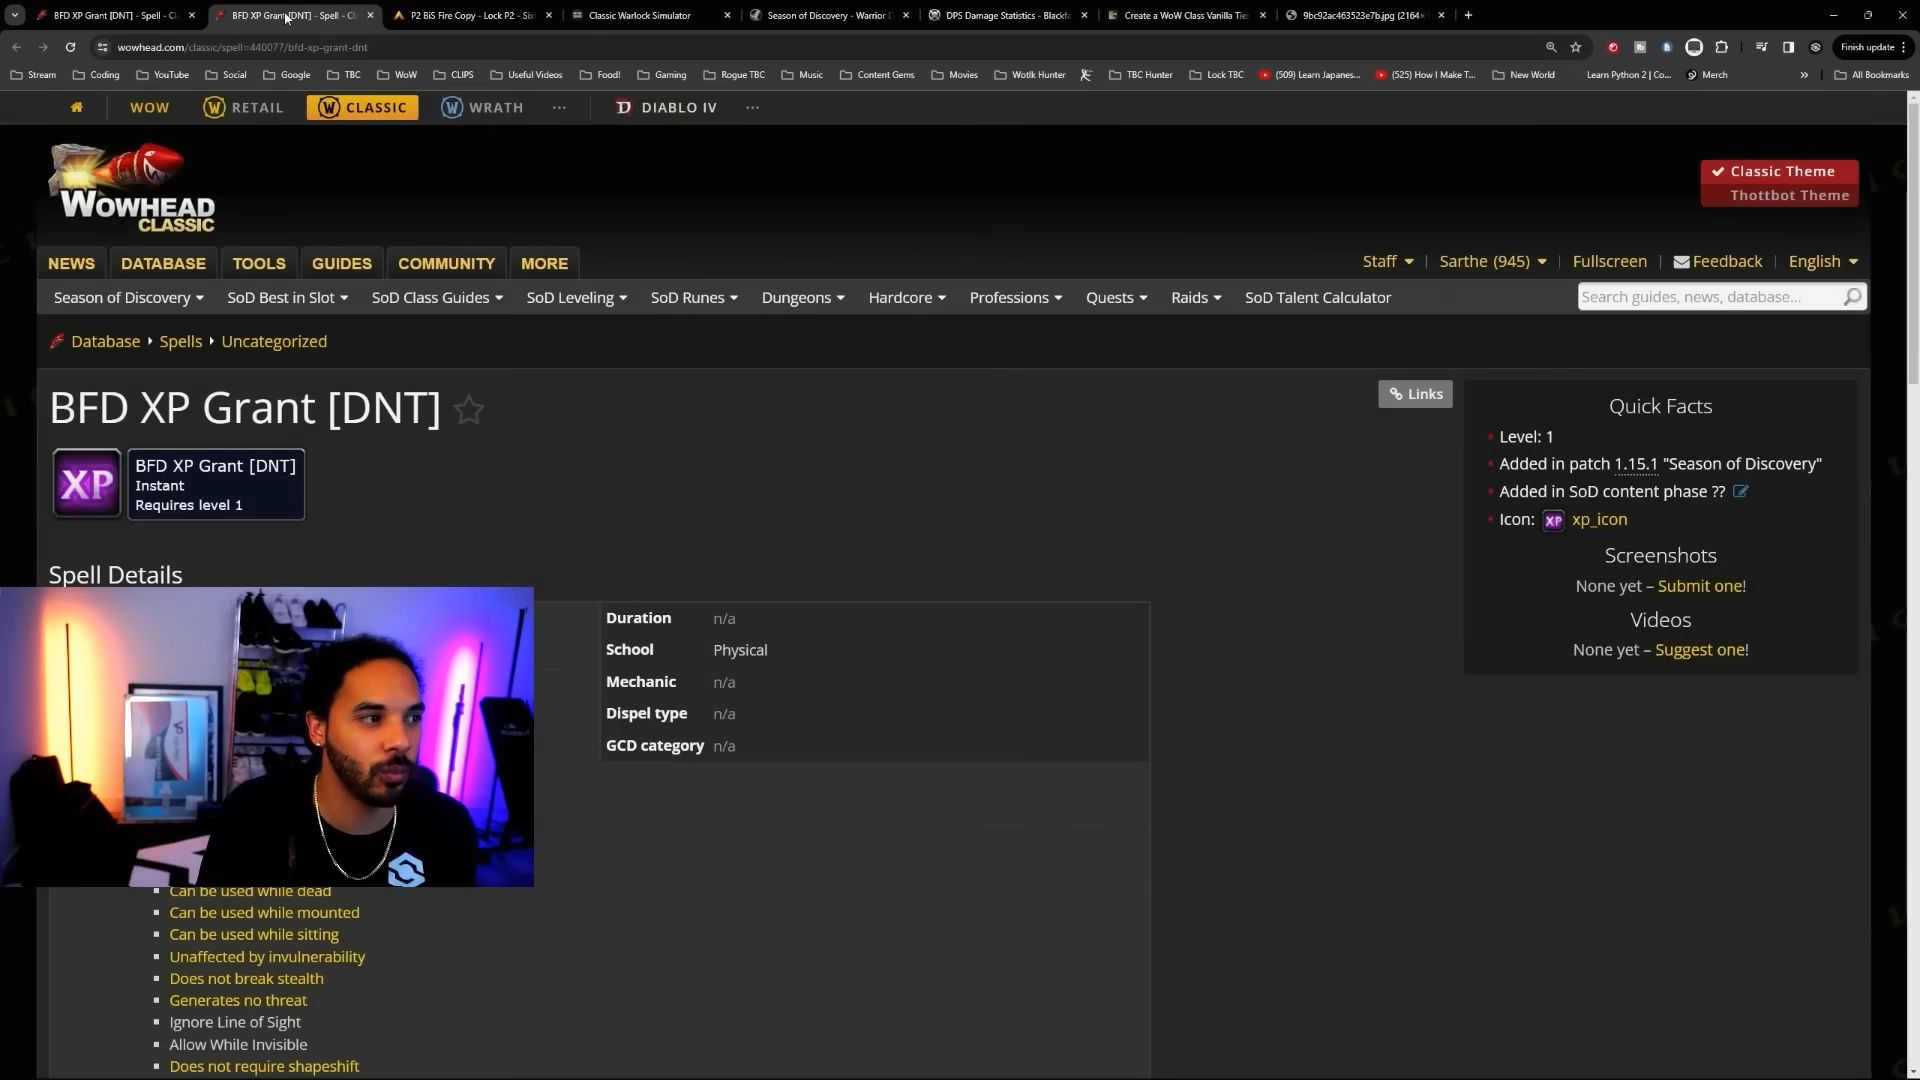 BFD XP Grant [DNT] - Spell - Cl
BFD XP Grant [DNT] - Spell - Cl
P2 BiS Fire Copy - Lock P2 - Six
Classic Warlock Simulator
Season of Discovery - Warrior D
DPS Damage Statistics - Blackfa
Create a WoW Class Vanilla Tier
9bc92ac463523e7b.jpg (2164×
wowhead.com/classic/spell=440077/bfd-xp-grant-dnt
Finish update
Stream
Coding
YouTube
Social
Google
TBC
WoW
CLIPS
Useful Videos
Food!
Gaming
Rogue TBC
Music
Content Gems
Movies
Wotlk Hunter
TBC Hunter
Lock TBC
(509) Learn Japanes...
(525) How I Make T...
New World
Learn Python 2 | Co...
Merch
All Bookmarks
WOW
RETAIL
CLASSIC
WRATH
DIABLO IV
WOWHEAD
CLASSIC
Classic Theme
Thottbot Theme
NEWS
DATABASE
TOOLS
GUIDES
COMMUNITY
MORE
Staff
Sarthe (945)
Fullscreen
Feedback
English
Season of Discovery
SoD Best in Slot
SoD Class Guides
SoD Leveling
SoD Runes
Dungeons
Hardcore
Professions
Quests
Raids
SoD Talent Calculator
Search guides, news, database...
Database
Spells
Uncategorized
BFD XP Grant [DNT]
Links
XP
BFD XP Grant [DNT]
Instant
Requires level 1
Quick Facts
Level: 1
Added in patch 1.15.1 "Season of Discovery"
Added in SoD content phase ??
Icon: XP xp_icon
Screenshots
None yet – Submit one!
Videos
None yet – Suggest one!
Spell Details
Duration n/a
School Physical
Mechanic n/a
Dispel type n/a
GCD category n/a
Can be used while dead
Can be used while mounted
Can be used while sitting
Unaffected by invulnerability
Does not break stealth
Generates no threat
Ignore Line of Sight
Allow While Invisible
Does not require shapeshift